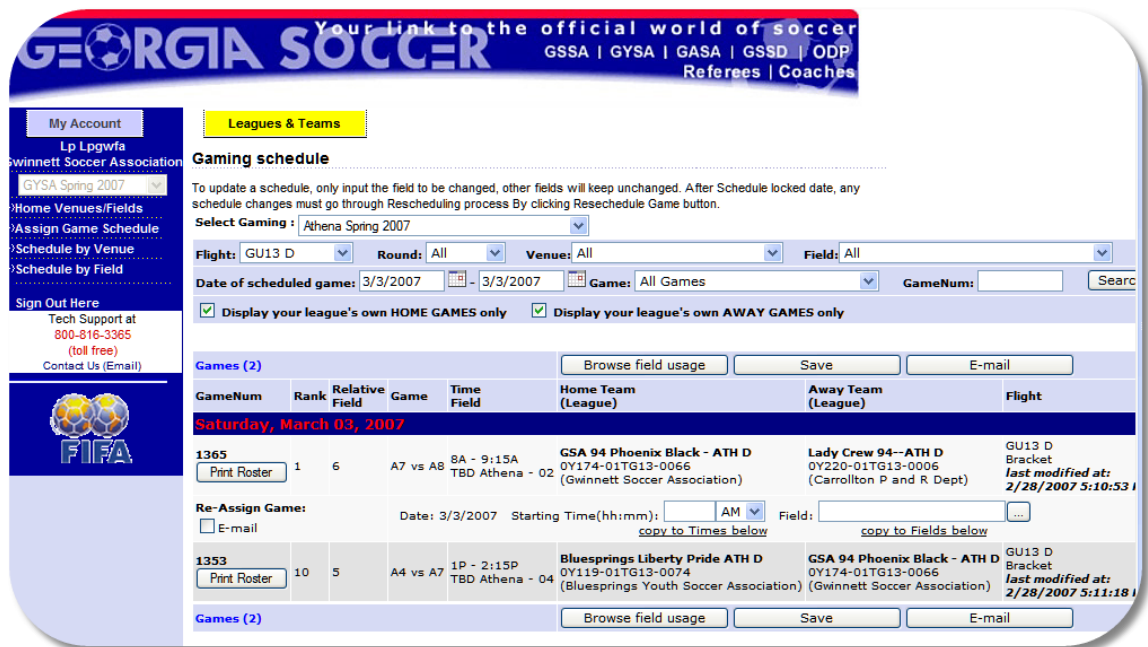 Your link to the official world of soccer
GEORGIA SOCCER
GSSA | GYSA | GASA | GSSD | ODP
Referees | Coaches
My Account
Lp Lpgwfa
Gwinnett Soccer Association
GYSA Spring 2007
Home Venues/Fields
Assign Game Schedule
Schedule by Venue
Schedule by Field
Sign Out Here
Tech Support at
800-816-3365
(toll free)
Contact Us (Email)
FIFA
Leagues & Teams
Gaming schedule
To update a schedule, only input the field to be changed, other fields will keep unchanged. After Schedule locked date, any
schedule changes must go through Rescheduling process By clicking Resechedule Game button.
Select Gaming : Athena Spring 2007
Flight: GU13 D Round: All Venue: All Field: All
Date of scheduled game: 3/3/2007 - 3/3/2007 Game: All Games GameNum: Searc
Display your league's own HOME GAMES only Display your league's own AWAY GAMES only
Games (2) Browse field usage Save E-mail
GameNum Rank Relative Field Game Time Field Home Team (League) Away Team (League) Flight
Saturday, March 03, 2007
1365 Print Roster 1 6 A7 vs A8 8A - 9:15A TBD Athena - 02
GSA 94 Phoenix Black - ATH D
0Y174-01TG13-0066
(Gwinnett Soccer Association)
Lady Crew 94--ATH D
0Y220-01TG13-0006
(Carrollton P and R Dept)
GU13 D
Bracket
last modified at:
2/28/2007 5:10:53
Re-Assign Game:
E-mail
Date: 3/3/2007 Starting Time(hh:mm): AM Field: ...
copy to Times below copy to Fields below
1353 Print Roster 10 5 A4 vs A7 1P - 2:15P TBD Athena - 04
Bluesprings Liberty Pride ATH D
0Y119-01TG13-0074
(Bluesprings Youth Soccer Association)
GSA 94 Phoenix Black - ATH D
0Y174-01TG13-0066
(Gwinnett Soccer Association)
GU13 D
Bracket
last modified at:
2/28/2007 5:11:18
Games (2) Browse field usage Save E-mail